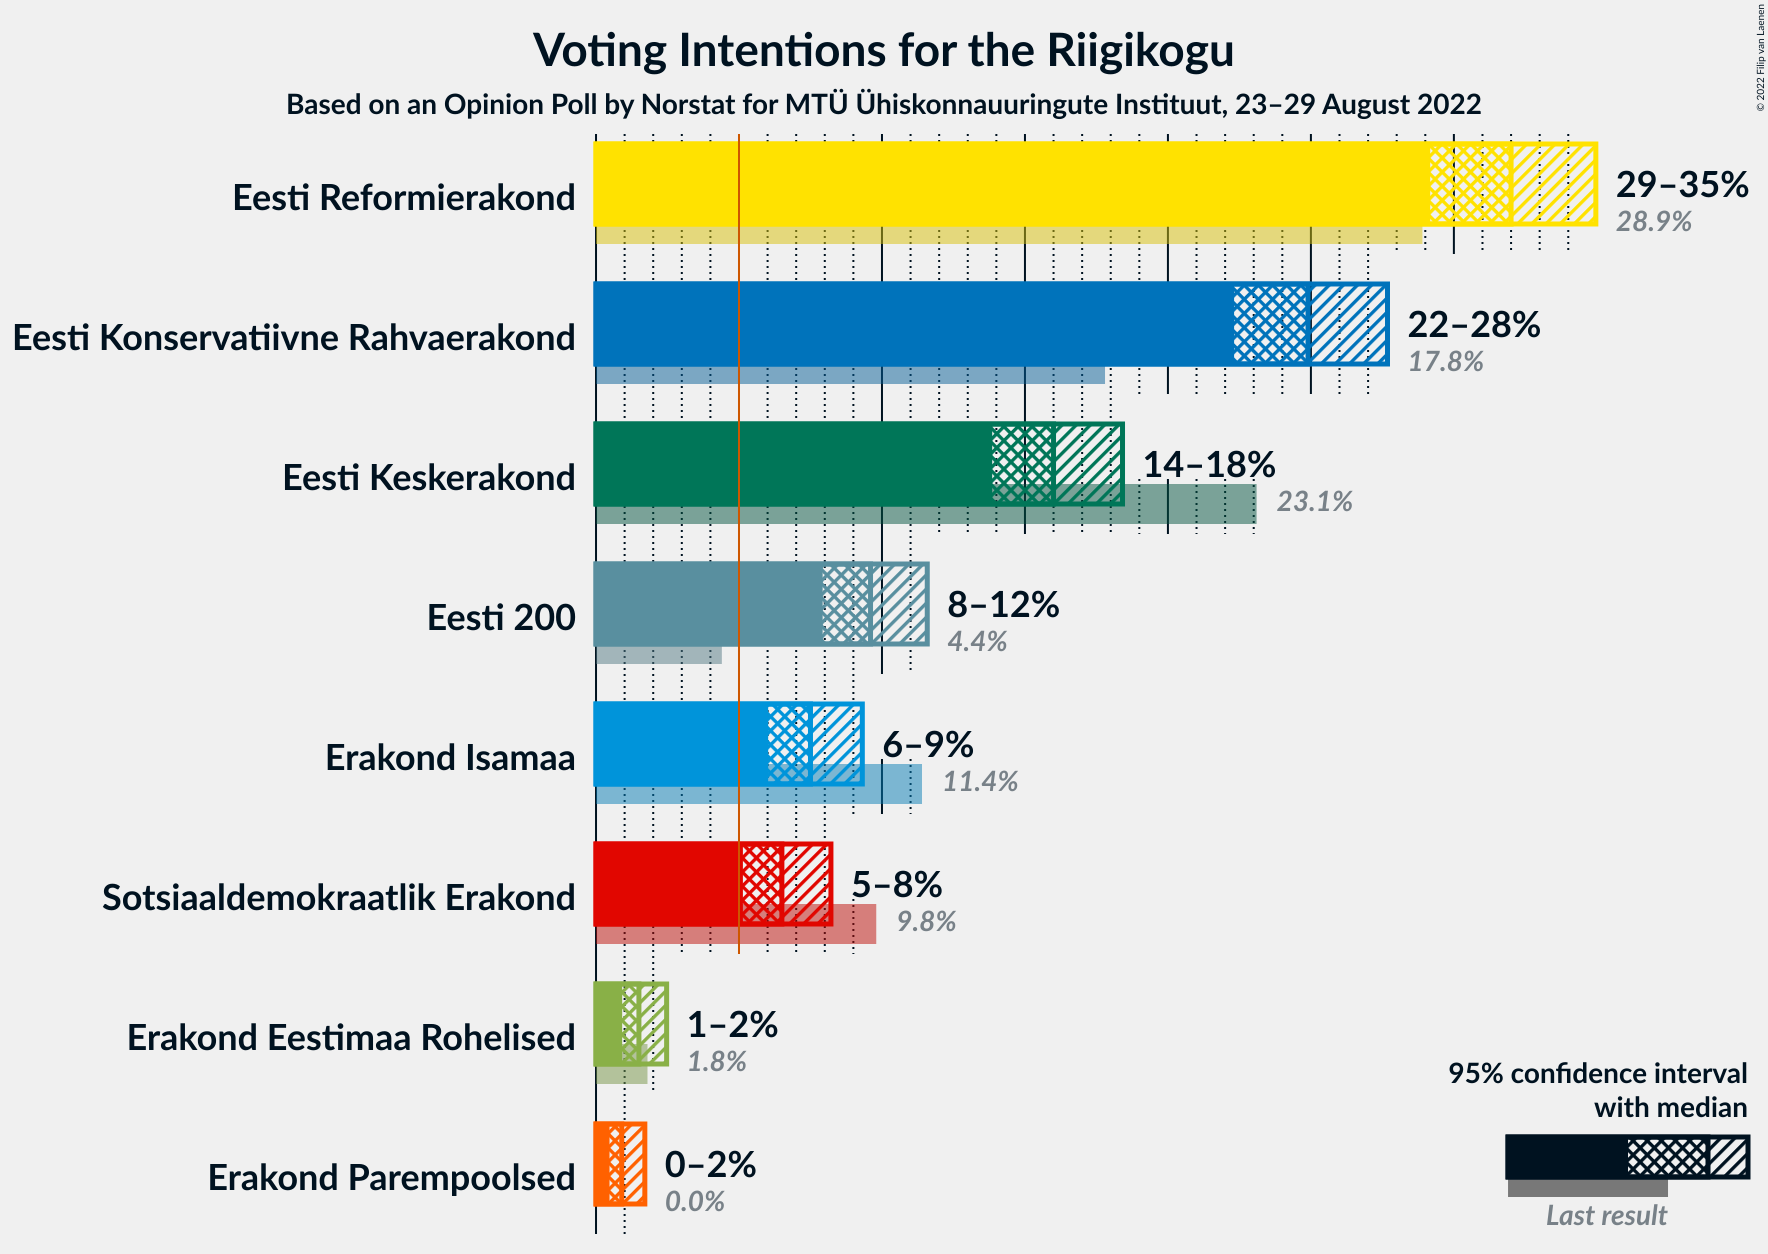 Voting Intentions for the Riigikogu
Based on an Opinion Poll by Norstat for MTÜ Ühiskonnauuringute Instituut, 23–29 August 2022
© 2022 Filip van Laenen
Eesti Reformierakond
29–35%
28.9%
Eesti Konservatiivne Rahvaerakond
22–28%
17.8%
Eesti Keskerakond
14–18%
23.1%
Eesti 200
8–12%
4.4%
Erakond Isamaa
6–9%
11.4%
Sotsiaaldemokraatlik Erakond
5–8%
9.8%
Erakond Eestimaa Rohelised
1–2%
1.8%
Erakond Parempoolsed
0–2%
0.0%
95% confidence interval
with median
Last result